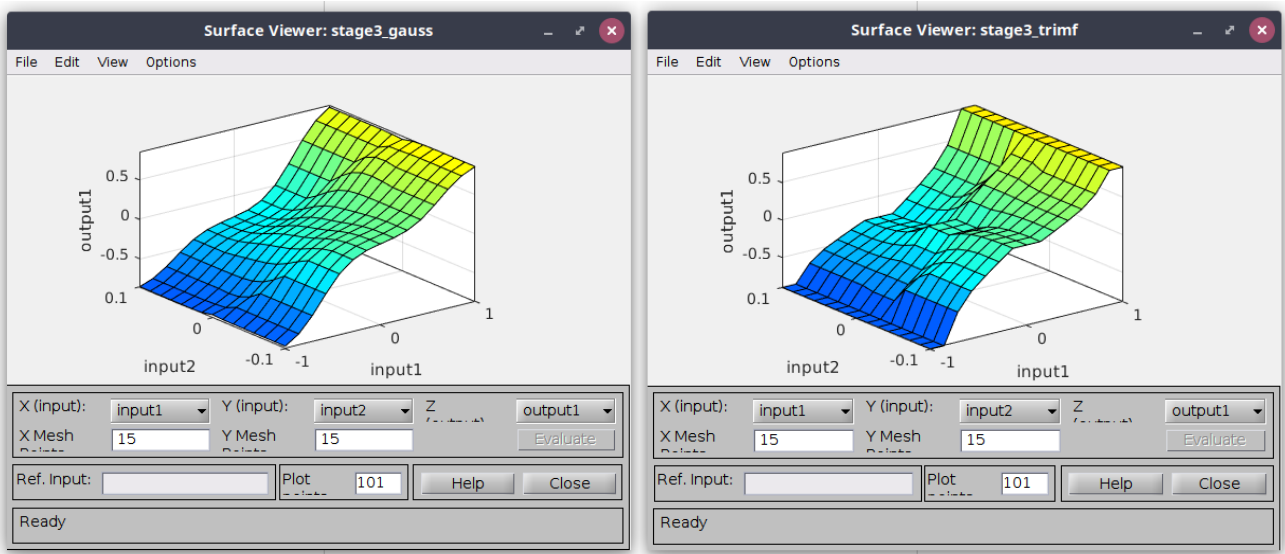 Surface Viewer: stage3_gauss
File Edit View Options
output1
0.5
0
-0.5
0.1
0
-0.1
input2
-1
0
1
input1
X (input): input1 Y (input): input2 Z output1
X Mesh 15 Y Mesh 15 Evaluate
Ref. Input: Plot 101 Help Close
Ready
Surface Viewer: stage3_trimf
File Edit View Options
output1
0.5
0
-0.5
0.1
0
-0.1
input2
-1
0
1
input1
X (input): input1 Y (input): input2 Z output1
X Mesh 15 Y Mesh 15 Evaluate
Ref. Input: Plot 101 Help Close
Ready